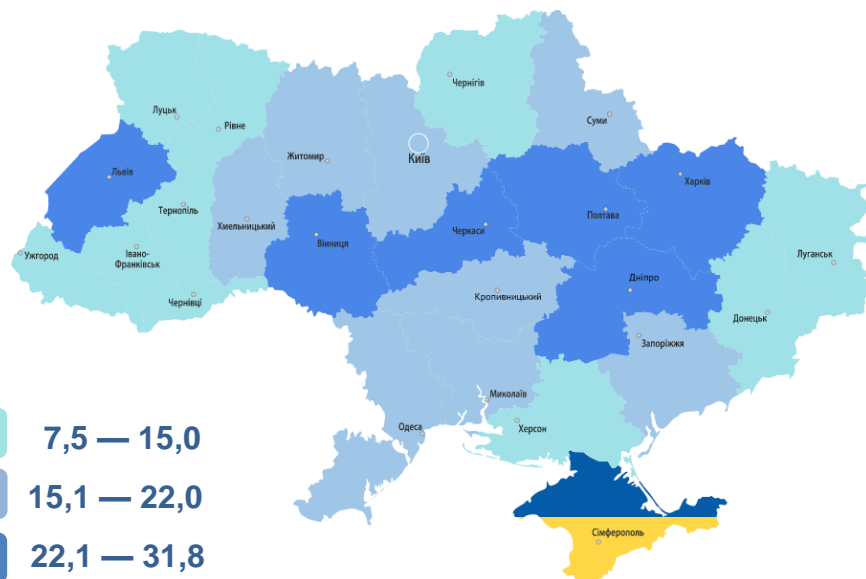 Чернігів
Луцьк
Суми
Рівне
Київ
Житомир
Львів
Харків
Тернопіль
Полтава
Хмельницький
Черкаси
Вінниця
Ужгород
Івано-
Франківськ
Луганськ
Дніпро
Чернівці
Кропивницький
Донецьк
Запоріжжя
Миколаїв
Одеса
Херсон
7,5 — 15,0
15,1 — 22,0
Сімферополь
22,1 — 31,8